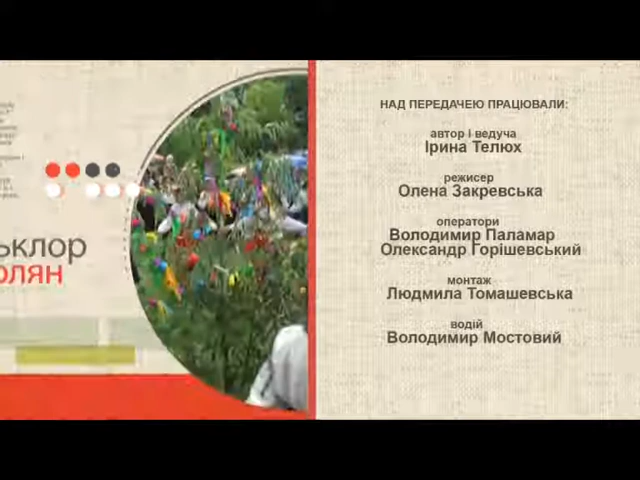 ьклор
олян
НАД ПЕРЕДАЧЕЮ ПРАЦЮВАЛИ:
автор і ведуча
Ірина Телюх
режисер
Олена Закревська
оператори
Володимир Паламар
Олександр Горішевський
монтаж
Людмила Томашевська
водій
Володимир Мостовий